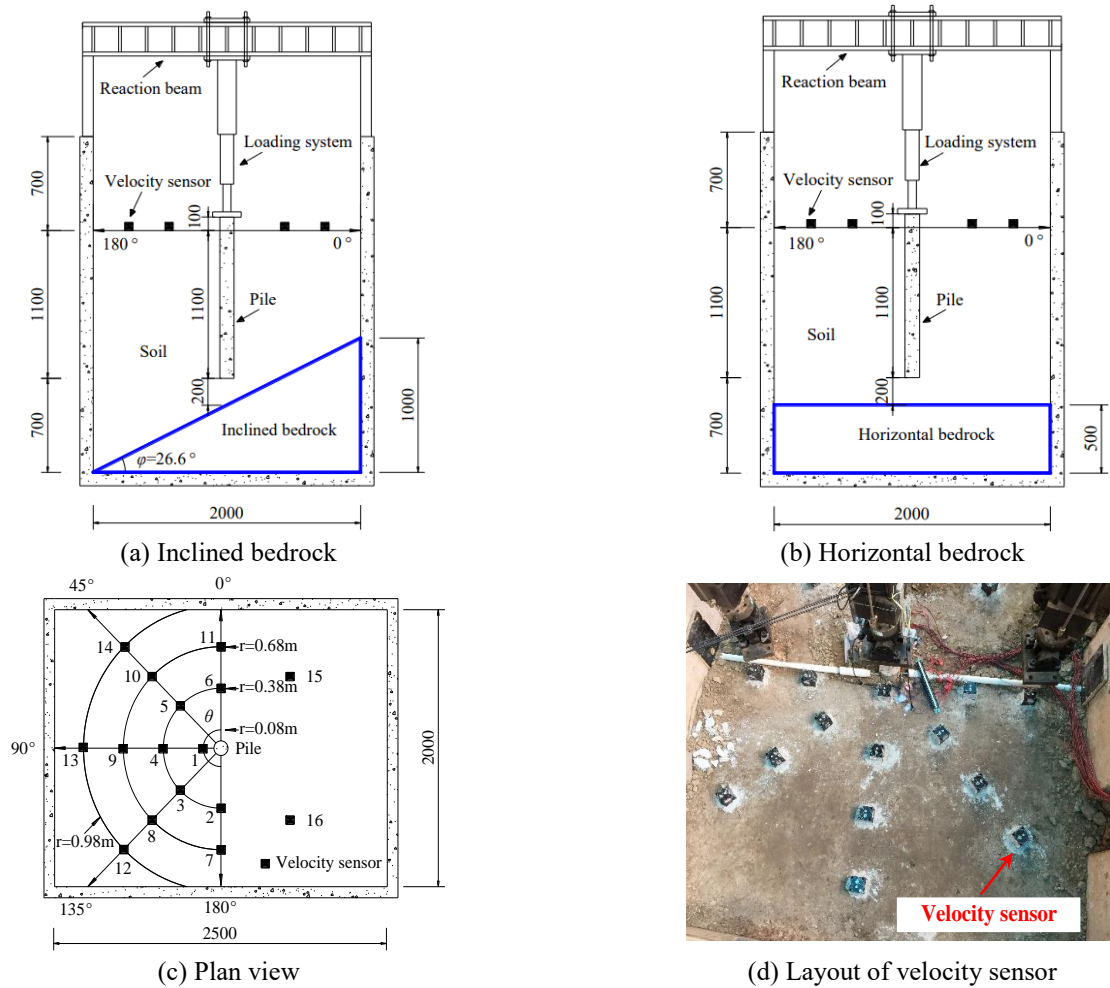 Reaction beam
Loading system
Velocity sensor
700
100
180°
0°
1100
1100
Pile
Soil
200
700
Inclined bedrock
1000
φ=26.6°
2000
(a) Inclined bedrock
Reaction beam
Loading system
Velocity sensor
700
100
180°
0°
1100
1100
Pile
Soil
200
700
Horizontal bedrock
500
2000
(b) Horizontal bedrock
45°
0°
14
11
r=0.68m
10
15
6
r=0.38m
5
θ
r=0.08m
90°
13
9
4
1
Pile
2000
3
2
16
8
r=0.98m
7
12
Velocity sensor
135°
180°
2500
(c) Plan view
Velocity sensor
(d) Layout of velocity sensor